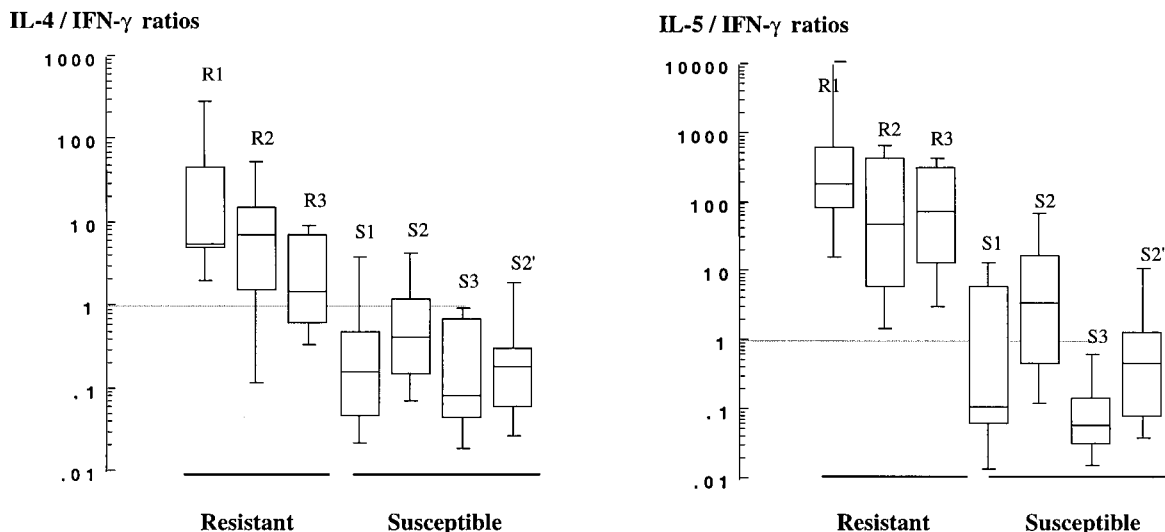 IL-4 / IFN-γ ratios
1000
100
10
1
.1
.01
R1
R2
R3
S1
S2
S3
S2'
Resistant Susceptible
IL-5 / IFN-γ ratios
10000
1000
100
10
1
.1
.01
R1
R2
R3
S1
S2
S3
S2'
Resistant Susceptible